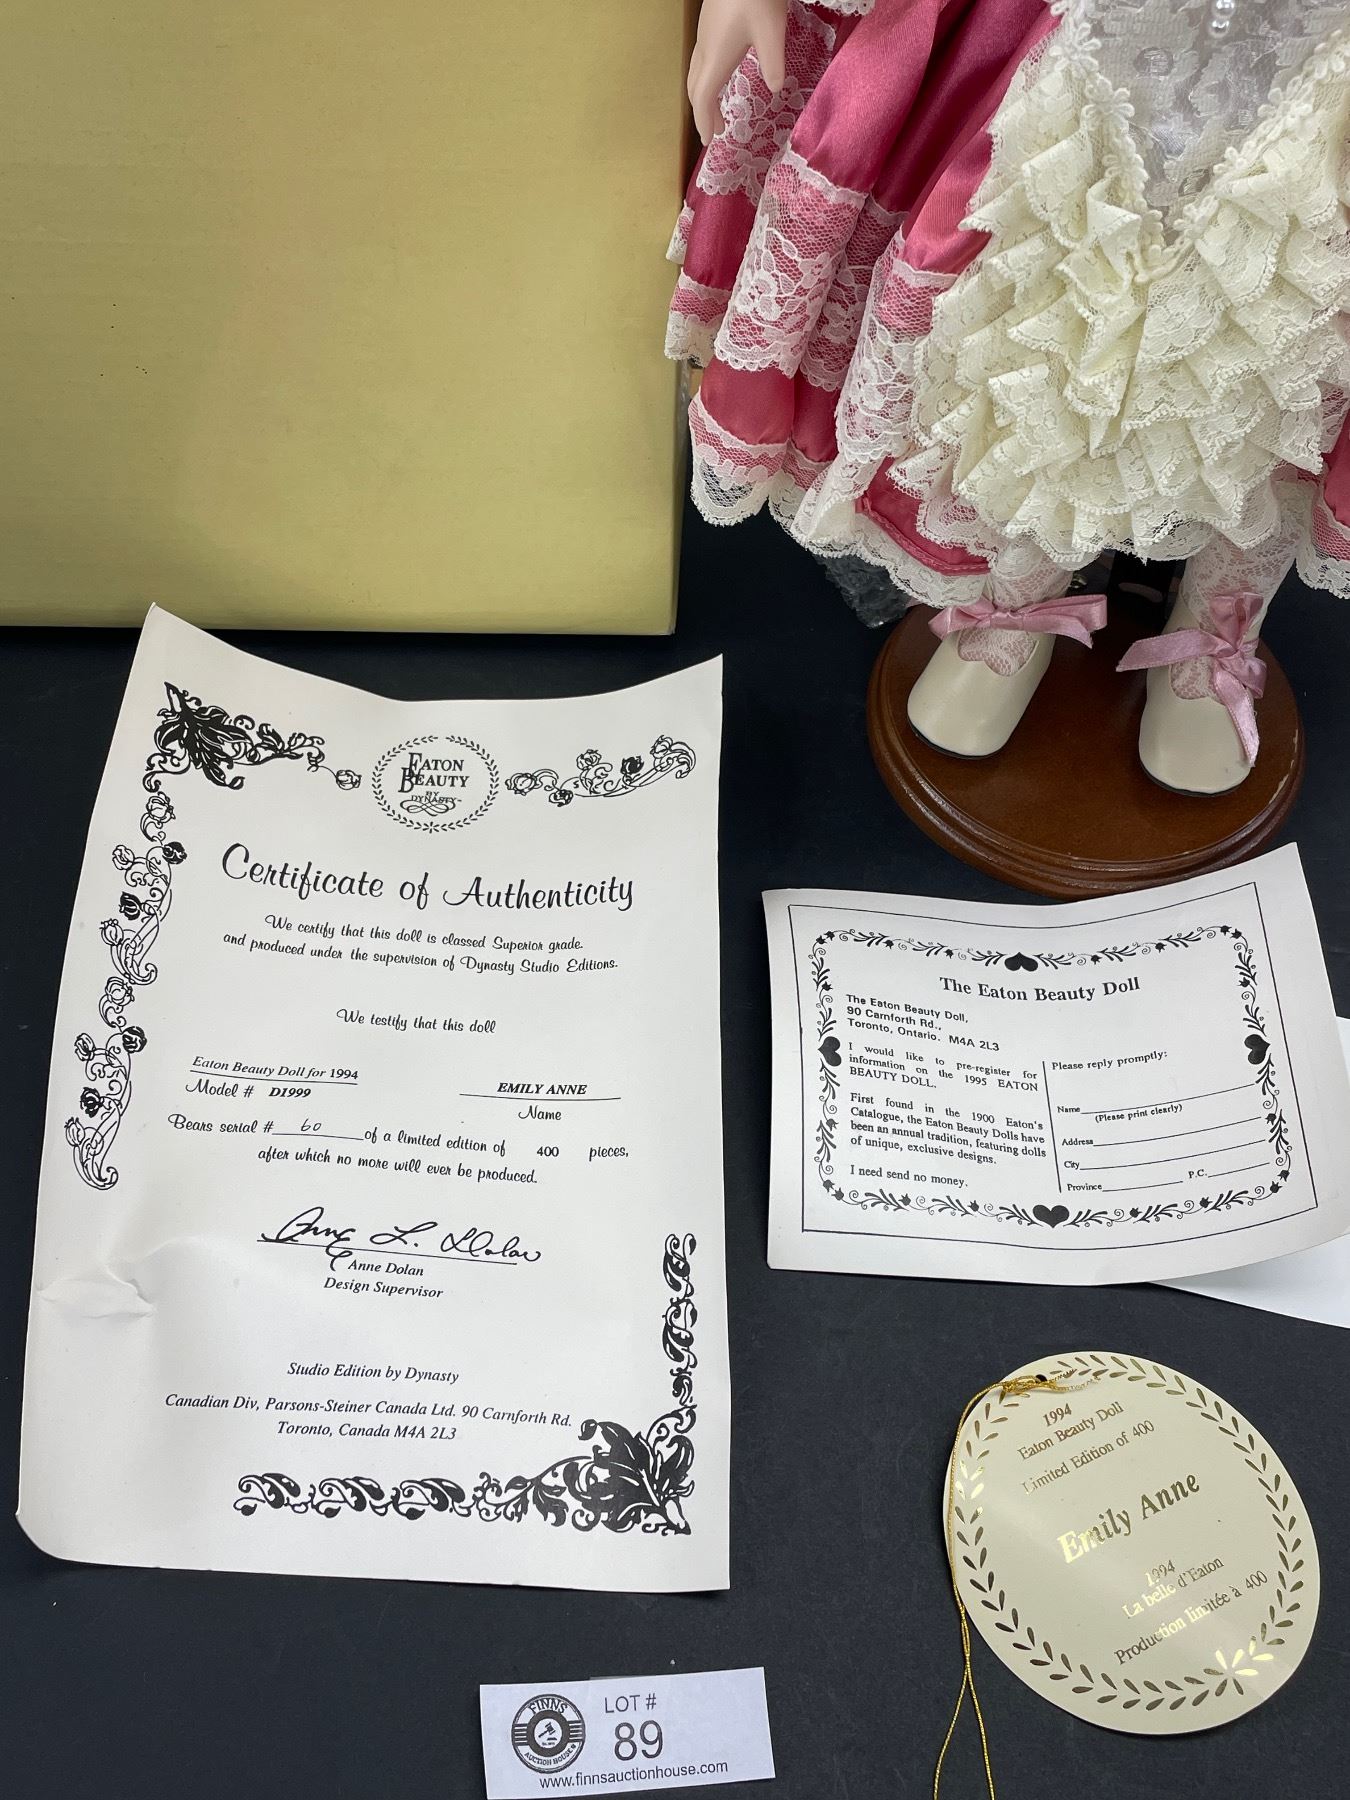 EATON
BEAUTY
BY
DYNASTY™
Certificate of Authenticity
We certify that this doll is classed Superior grade.
and produced under the supervision of Dynasty Studio Editions.
We testify that this doll
Eaton Beauty Doll for 1994
Model # D1999
EMILY ANNE
Name
Bears serial # 60 of a limited edition of 400 pieces,
after which no more will ever be produced.
Anne L. Dolan
Anne Dolan
Design Supervisor
Studio Edition by Dynasty
Canadian Div, Parsons-Steiner Canada Ltd. 90 Carnforth Rd.
Toronto, Canada M4A 2L3
The Eaton Beauty Doll
The Eaton Beauty Doll,
90 Carnforth Rd.,
Toronto, Ontario. M4A 2L3
I would like to pre-register for
information on the 1995 EATON
BEAUTY DOLL.
First found in the 1900 Eaton's
Catalogue, the Eaton Beauty Dolls have
been an annual tradition, featuring dolls
of unique, exclusive designs.
I need send no money.
Please reply promptly:
Name
(Please print clearly)
Address
City
Province P.C.
1994
Eaton Beauty Doll
Limited Edition of 400
Emily Anne
1994
La belle d'Eaton
Production limitée à 400
FINNS
AUCTION HOUSE
LOT #
89
www.finnsauctionhouse.com